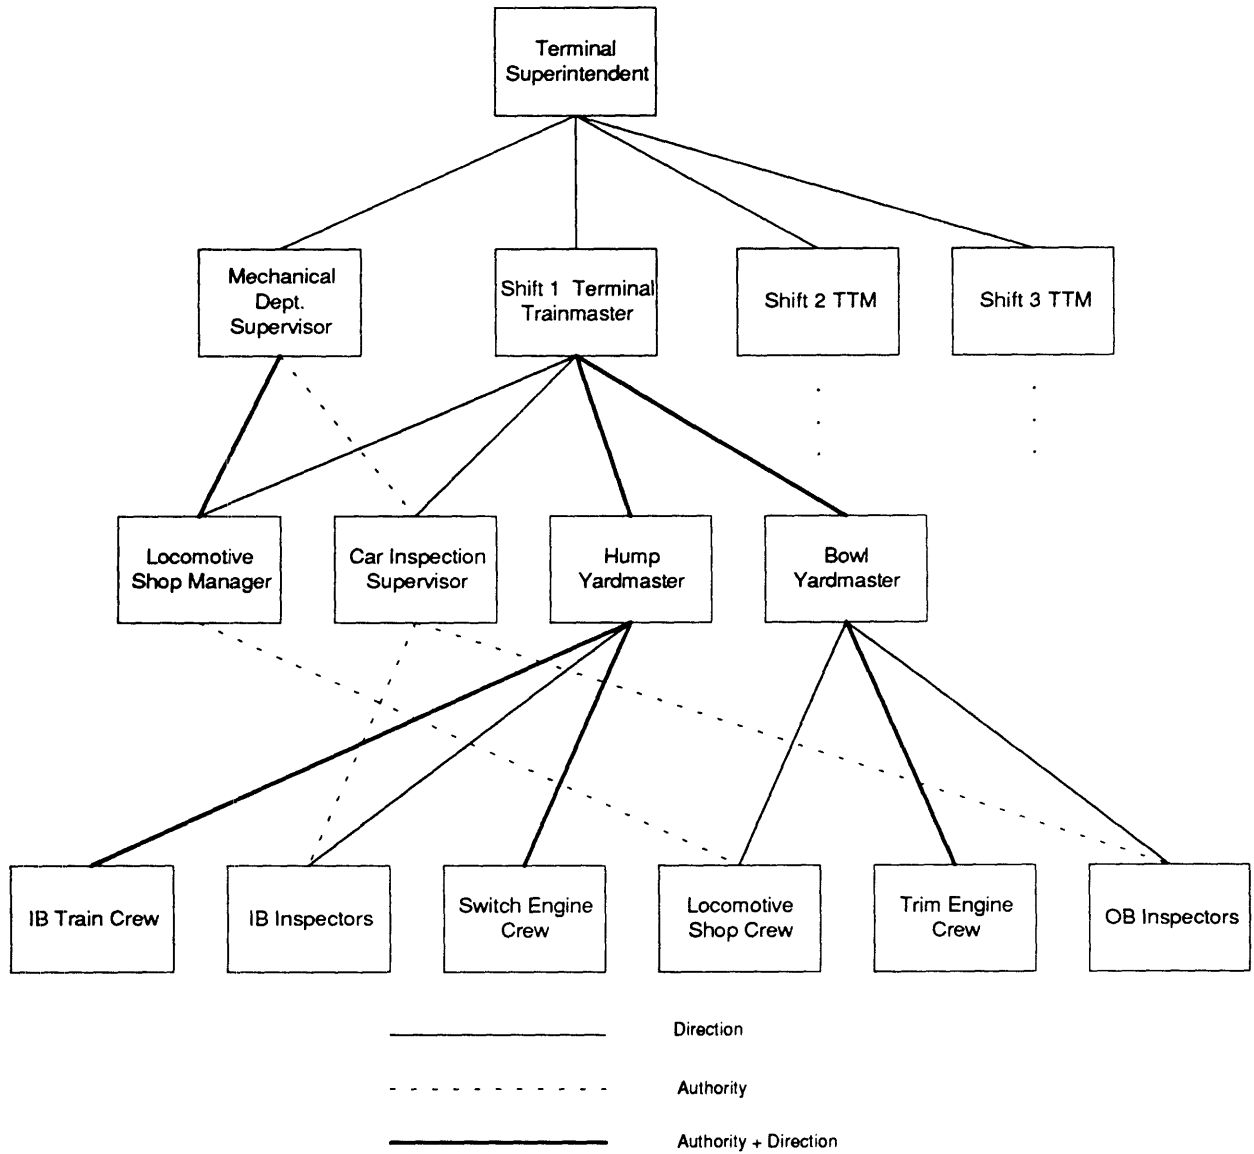 Terminal
Superintendent
Mechanical
Dept.
Supervisor
Shift 1 Terminal
Trainmaster
Shift 2 TTM
Shift 3 TTM
Locomotive
Shop Manager
Car Inspection
Supervisor
Hump
Yardmaster
Bowl
Yardmaster
IB Train Crew
IB Inspectors
Switch Engine
Crew
Locomotive
Shop Crew
Trim Engine
Crew
OB Inspectors
Direction
Authority
Authority + Direction